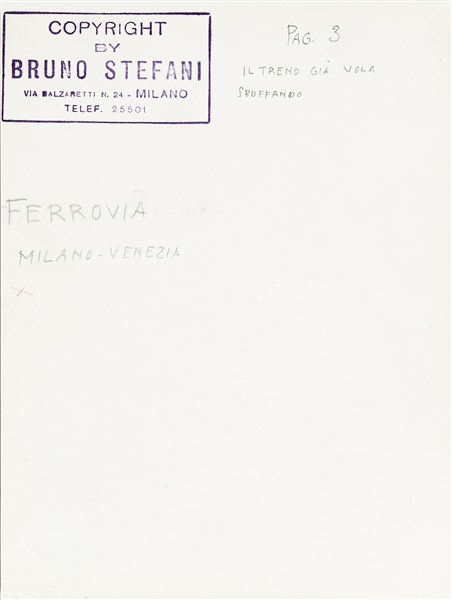 COPYRIGHT
BY
BRUNO STEFANI
VIA BALZARETTI N. 24 - MILANO
TELEF. 25501
PAG. 3
IL TRENO GIÀ VOLA
SBUFFANDO
FERROVIA
MILANO - VENEZIA